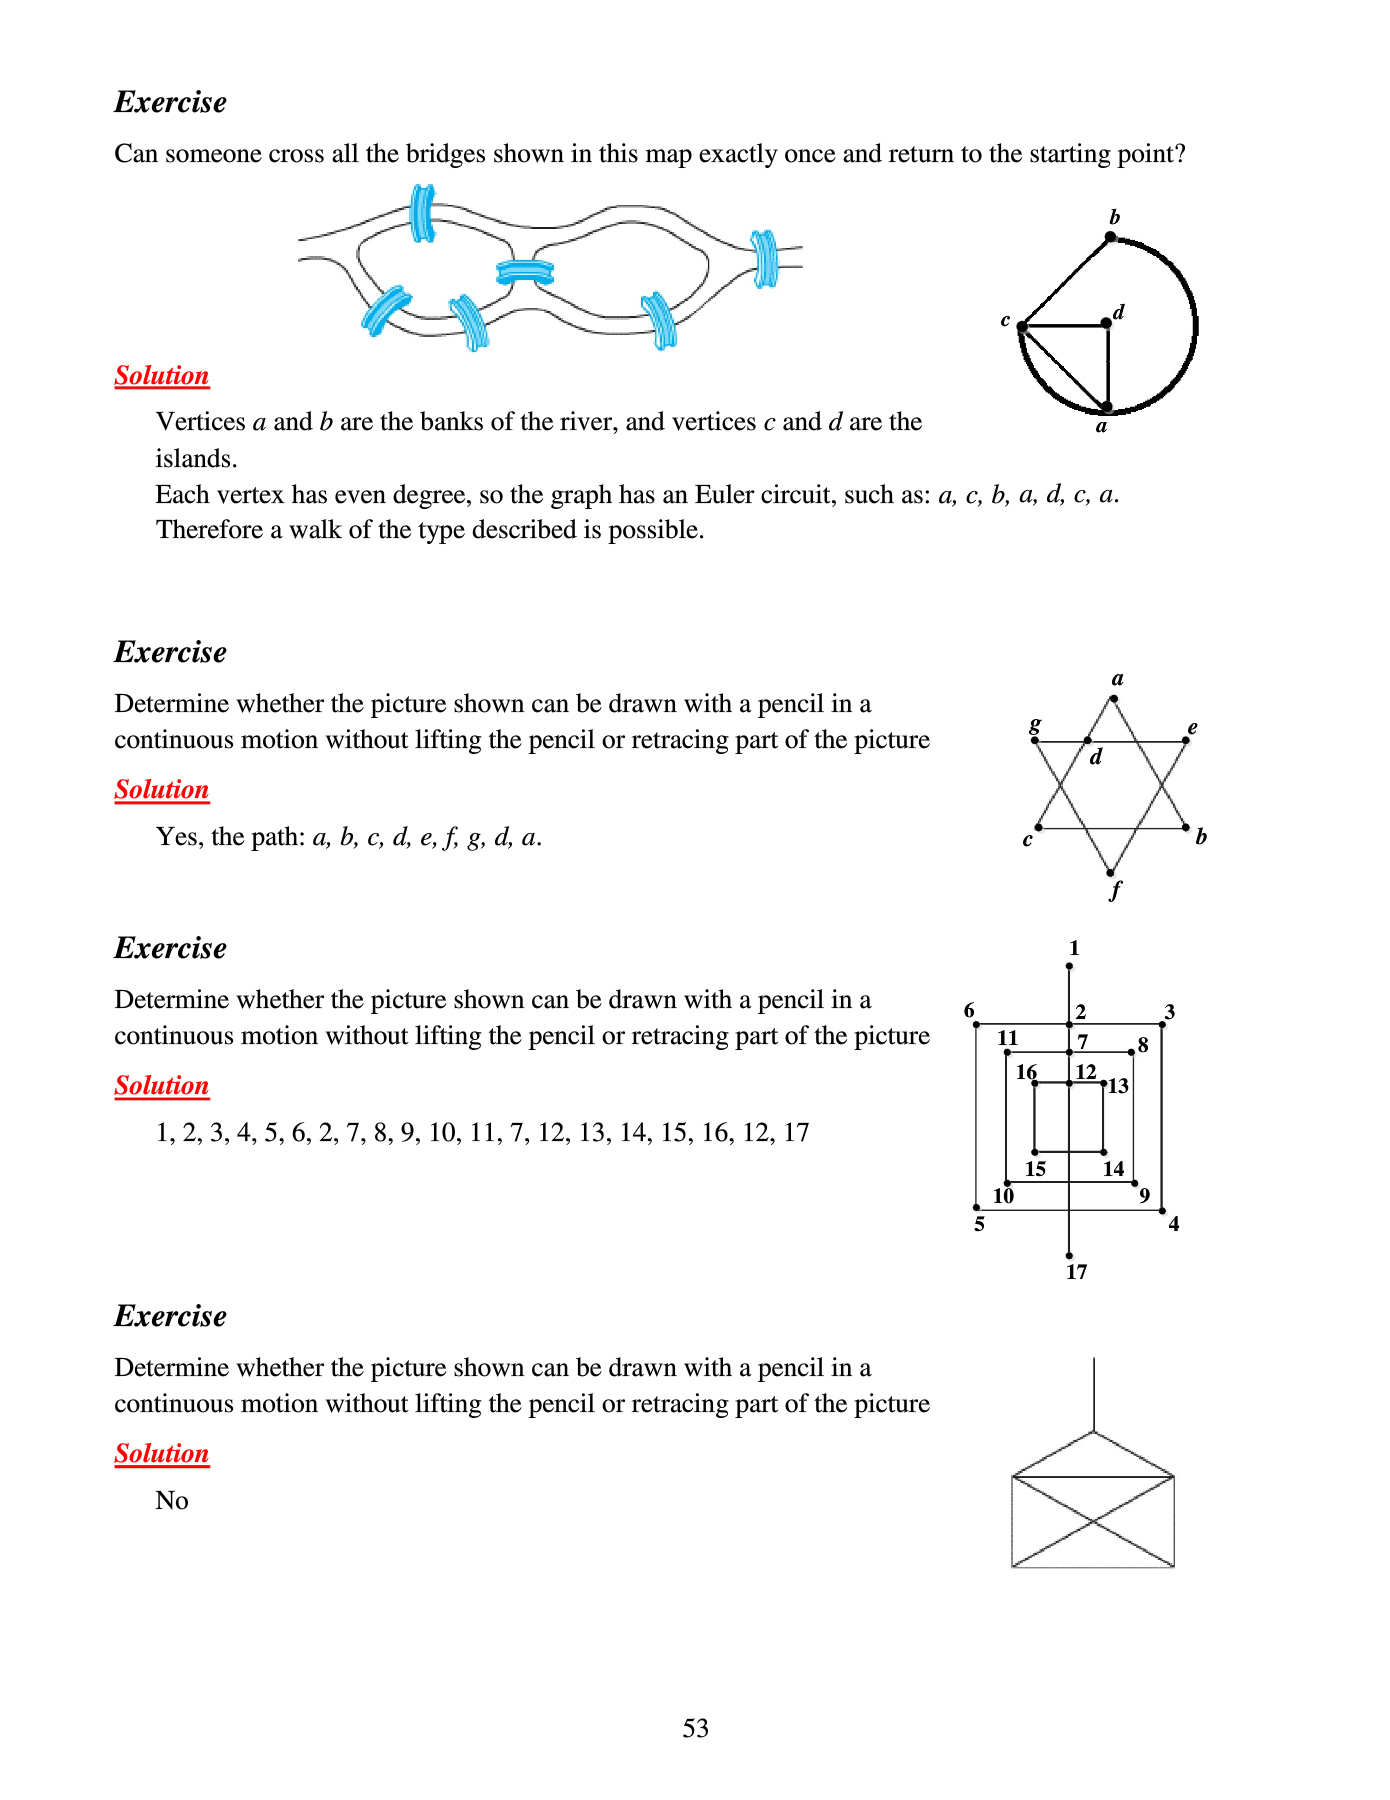 Exercise
Can someone cross all the bridges shown in this map exactly once and return to the starting point?
b
c
d
a
Solution
Vertices a and b are the banks of the river, and vertices c and d are the
islands.
Each vertex has even degree, so the graph has an Euler circuit, such as: a, c, b, a, d, c, a.
Therefore a walk of the type described is possible.
Exercise
Determine whether the picture shown can be drawn with a pencil in a
continuous motion without lifting the pencil or retracing part of the picture
a
g
e
d
c
b
f
Solution
Yes, the path: a, b, c, d, e, f, g, d, a.
Exercise
Determine whether the picture shown can be drawn with a pencil in a
continuous motion without lifting the pencil or retracing part of the picture
1
6 2 3
11 7 8
16 12 13
15 14
10 9
5 4
17
Solution
1, 2, 3, 4, 5, 6, 2, 7, 8, 9, 10, 11, 7, 12, 13, 14, 15, 16, 12, 17
Exercise
Determine whether the picture shown can be drawn with a pencil in a
continuous motion without lifting the pencil or retracing part of the picture
Solution
No
53